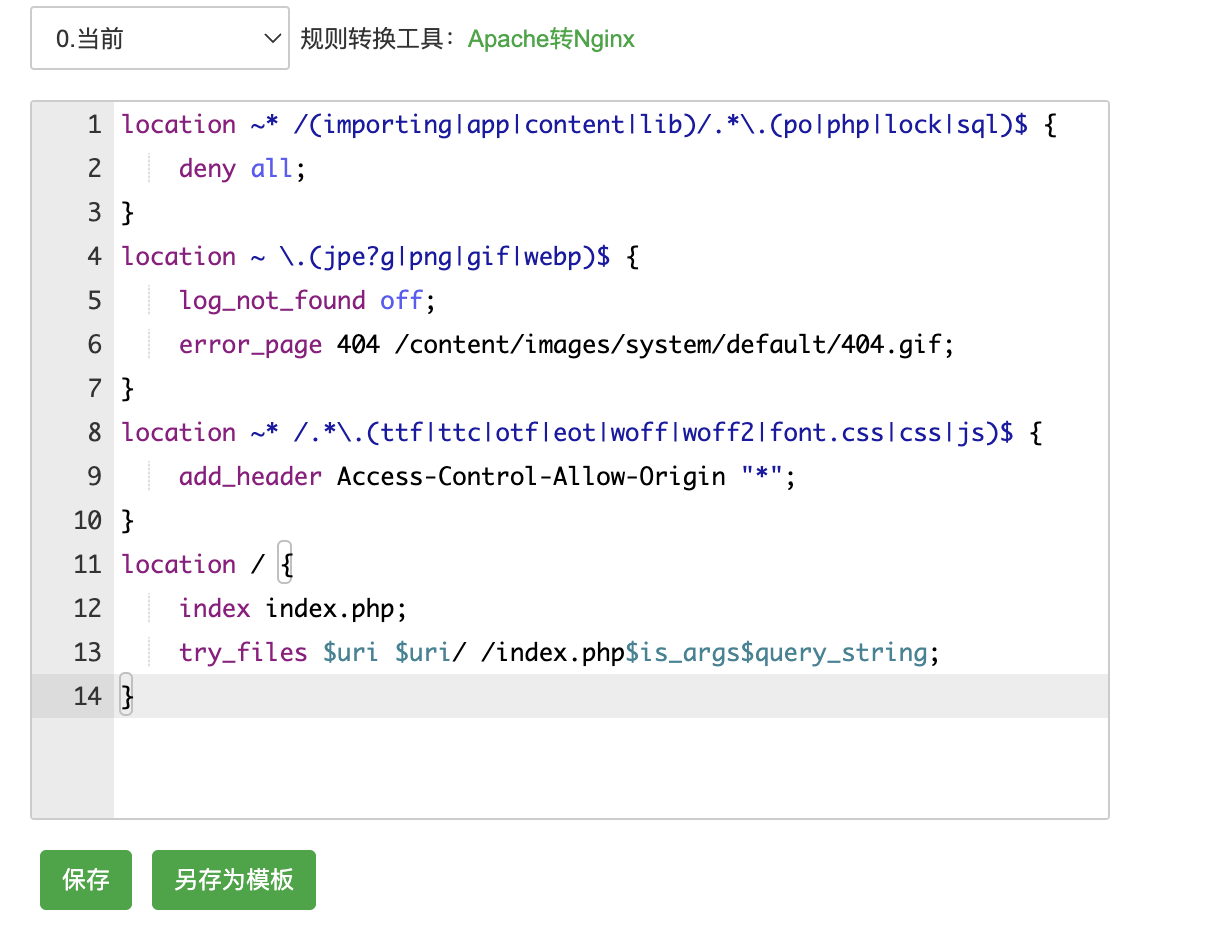 0.当前 规则转换工具：Apache转Nginx
1 location ~* /(importing|app|content|lib)/.*\.(po|php|lock|sql)$ {
2     deny all;
3 }
4 location ~ \.(jpe?g|png|gif|webp)$ {
5     log_not_found off;
6     error_page 404 /content/images/system/default/404.gif;
7 }
8 location ~* /.*\.(ttf|ttc|otf|eot|woff|woff2|font.css|css|js)$ {
9     add_header Access-Control-Allow-Origin "*";
10 }
11 location / {
12     index index.php;
13     try_files $uri $uri/ /index.php$is_args$query_string;
14 }
保存 另存为模板